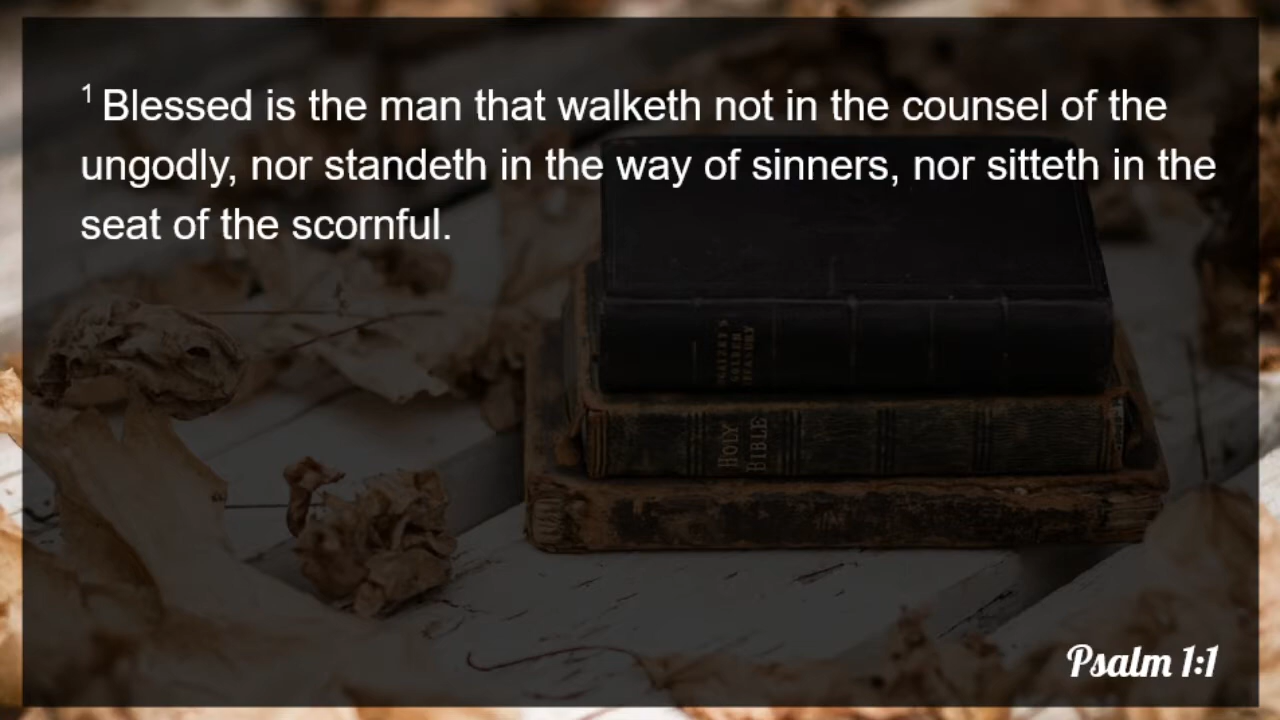 1 Blessed is the man that walketh not in the counsel of the
ungodly, nor standeth in the way of sinners, nor sitteth in the
seat of the scornful.
HOLY
BIBLE
Psalm 1:1